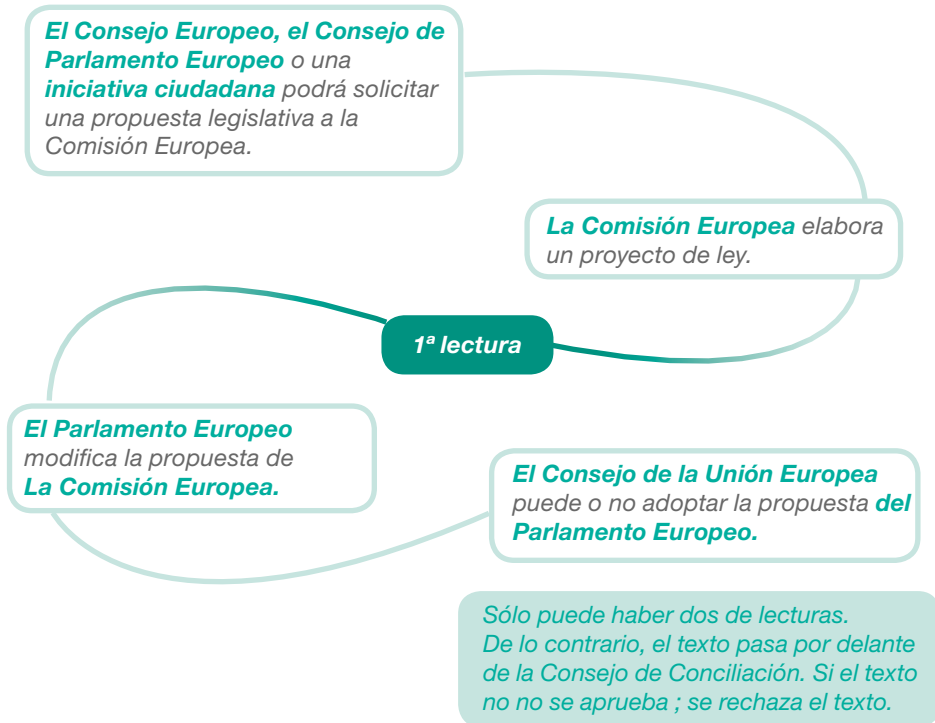 El Consejo Europeo, el Consejo de
Parlamento Europeo o una
iniciativa ciudadana podrá solicitar
una propuesta legislativa a la
Comisión Europea.
La Comisión Europea elabora
un proyecto de ley.
1ª lectura
El Parlamento Europeo
modifica la propuesta de
La Comisión Europea.
El Consejo de la Unión Europea
puede o no adoptar la propuesta del
Parlamento Europeo.
Sólo puede haber dos de lecturas.
De lo contrario, el texto pasa por delante
de la Consejo de Conciliación. Si el texto
no no se aprueba ; se rechaza el texto.